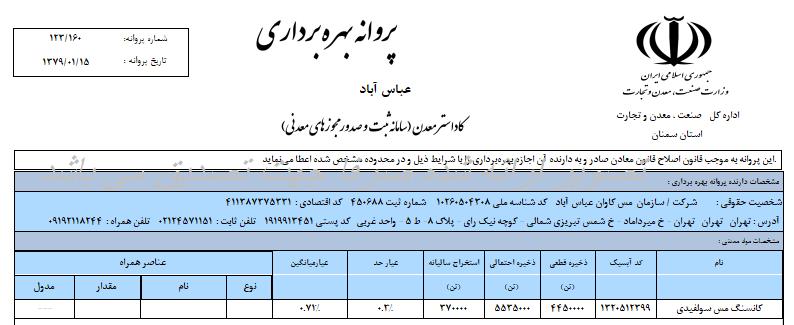 شماره پروانه: ۱۲۳/۱۶۰
تاریخ پروانه : ۱۳۷۹/۰۱/۱۵
پروانه بهره برداری
عباس آباد
کاداستر معدن (سامانه ثبت و صدور مجوزهای معدنی)
جمهوری اسلامی ایران
وزارت صنعت، معدن و تجارت
اداره کل صنعت ، معدن و تجارت
استان سمنان
این پروانه به موجب قانون اصلاح قانون معادن صادر و به دارنده آن اجازه بهره‌برداری را با شرایط ذیل و در محدوده مشخص شده اعطا می‌نماید.
مشخصات دارنده پروانه بهره برداری :
شخصیت حقوقی : شرکت / سازمان مس کاوان عباس آباد کد شناسه ملی ۱۰۲۶۰۵۰۴۲۰۸ شماره ثبت ۴۵۰۶۸۸ کد اقتصادی : ۴۱۱۳۸۷۳۷۵۳۳۱
آدرس : تهران تهران تهران - خ میرداماد - خ شمس تبریزی شمالی - کوچه نیک رای - پلاک ۸- ط ۵ - واحد غربی کد پستی ۱۹۱۹۹۱۳۴۵۱ تلفن ثابت : ۰۲۱۲۴۵۷۱۱۵۱ تلفن همراه : ۰۹۱۹۲۱۱۸۲۴۴
مشخصات مواد معدنی :
نام کد آیسیک ذخیره قطعی (تن) ذخیره احتمالی (تن) استخراج سالیانه (تن) عیار حد عیارمیانگین عناصر همراه
نوع نام مقدار مدول
کانسنگ مس سولفیدی ۱۳۲۰۵۱۲۳۹۹ ۴۴۵۰۰۰۰ ۵۵۳۵۰۰۰ ۳۷۰۰۰۰ ۰.۳% ۰.۷۱% ---